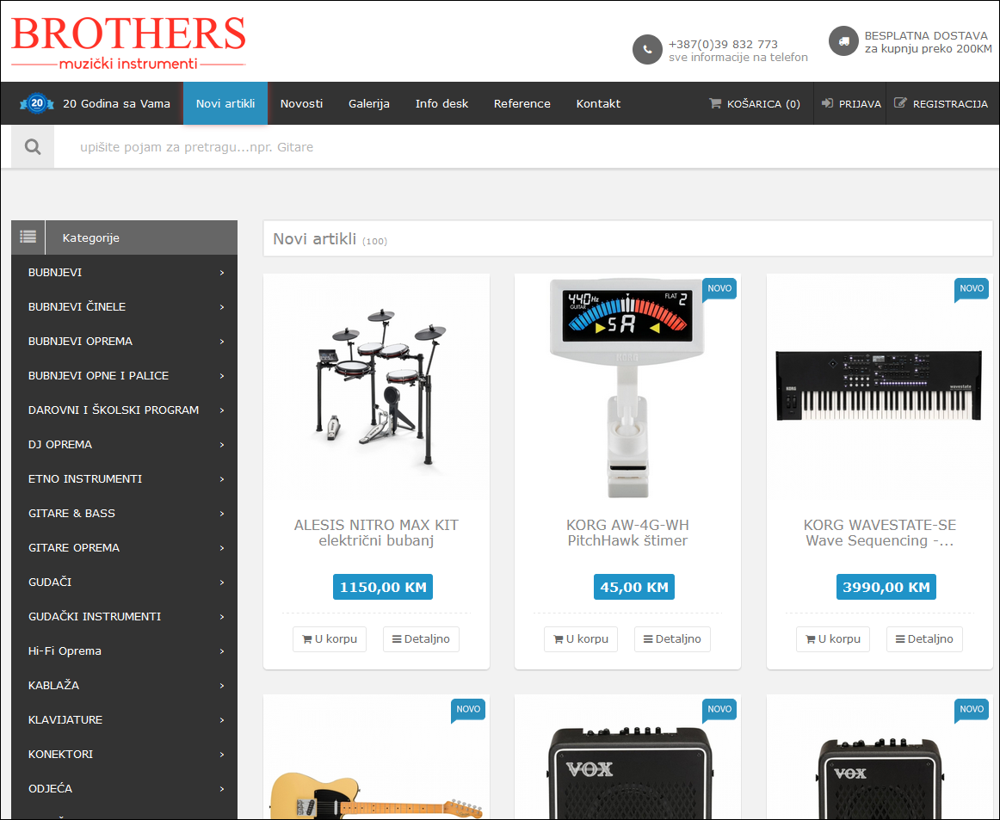 BROTHERS
muzički instrumenti
+387(0)39 832 773
sve informacije na telefon
BESPLATNA DOSTAVA
za kupnju preko 200KM
20 20 Godina sa Vama Novi artikli Novosti Galerija Info desk Reference Kontakt KOŠARICA (0) PRIJAVA REGISTRACIJA
upišite pojam za pretragu...npr. Gitare
Kategorije
BUBNJEVI ›
BUBNJEVI ČINELE ›
BUBNJEVI OPREMA ›
BUBNJEVI OPNE I PALICE ›
DAROVNI I ŠKOLSKI PROGRAM ›
DJ OPREMA ›
ETNO INSTRUMENTI ›
GITARE & BASS ›
GITARE OPREMA ›
GUDAČI ›
GUDAČKI INSTRUMENTI ›
Hi-Fi Oprema ›
KABLAŽA ›
KLAVIJATURE ›
KONEKTORI ›
ODJEĆA ›
Novi artikli (100)
ALESIS NITRO MAX KIT
električni bubanj
1150,00 KM
U korpu Detaljno
NOVO
440Hz
GUITAR
FLAT 2
5 A
KORG
KORG AW-4G-WH
PitchHawk štimer
45,00 KM
U korpu Detaljno
NOVO
KORG
wavestate
KORG WAVESTATE-SE
Wave Sequencing -...
3990,00 KM
U korpu Detaljno
NOVO
NOVO
VOX
NOVO
VOX